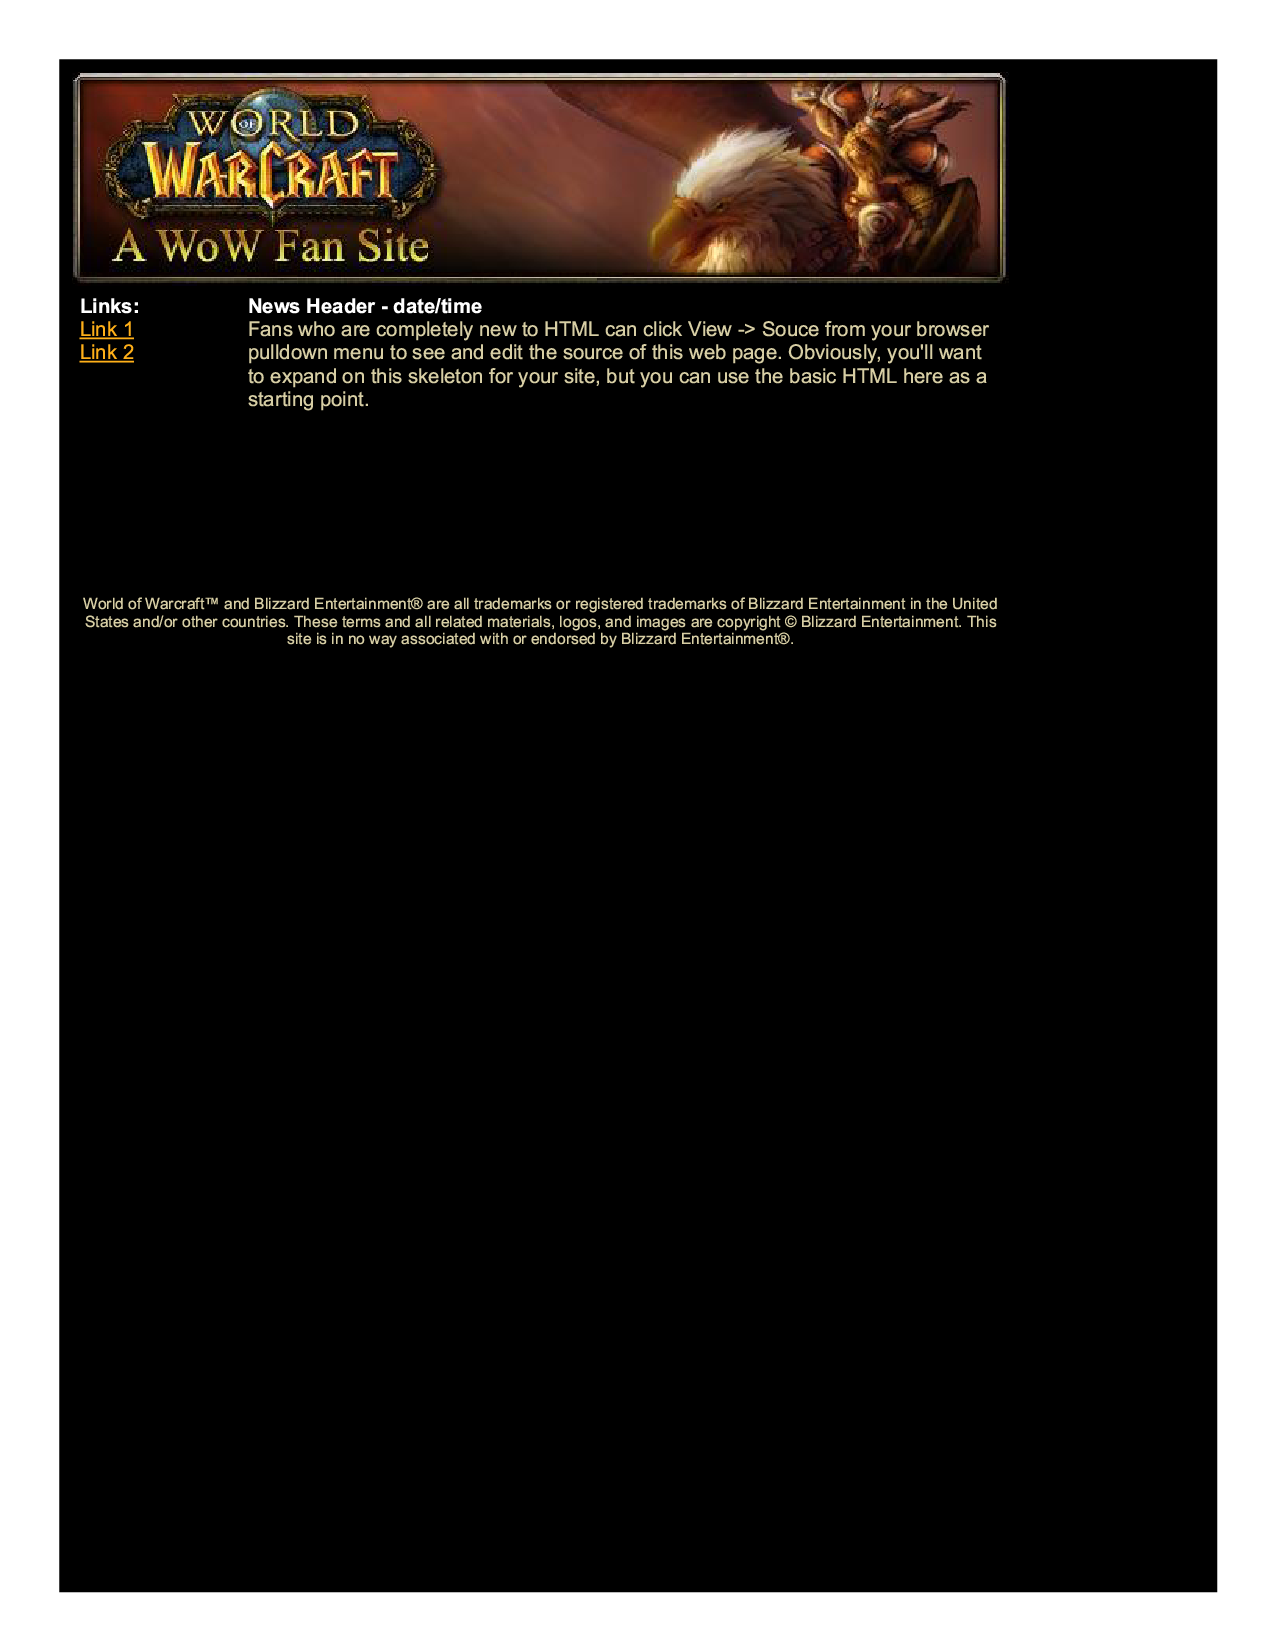 WORLD
OF
WARCRAFT
A WoW Fan Site
Links:
Link 1
Link 2
News Header - date/time
Fans who are completely new to HTML can click View -> Souce from your browser
pulldown menu to see and edit the source of this web page. Obviously, you'll want
to expand on this skeleton for your site, but you can use the basic HTML here as a
starting point.
World of Warcraft™ and Blizzard Entertainment® are all trademarks or registered trademarks of Blizzard Entertainment in the United
States and/or other countries. These terms and all related materials, logos, and images are copyright © Blizzard Entertainment. This
site is in no way associated with or endorsed by Blizzard Entertainment®.